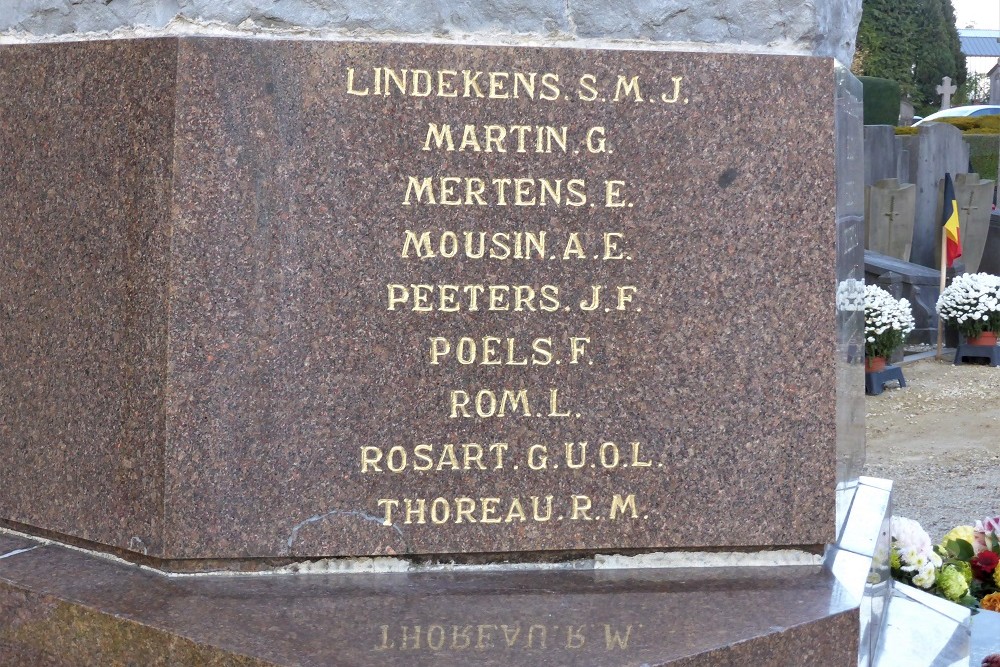 LINDEKENS.S.M.J.
MARTIN.G.
MERTENS.E.
MOUSIN.A.E.
PEETERS.J.F.
POELS.F.
ROM.L.
ROSART.G.U.O.L.
THOREAU.R.M.